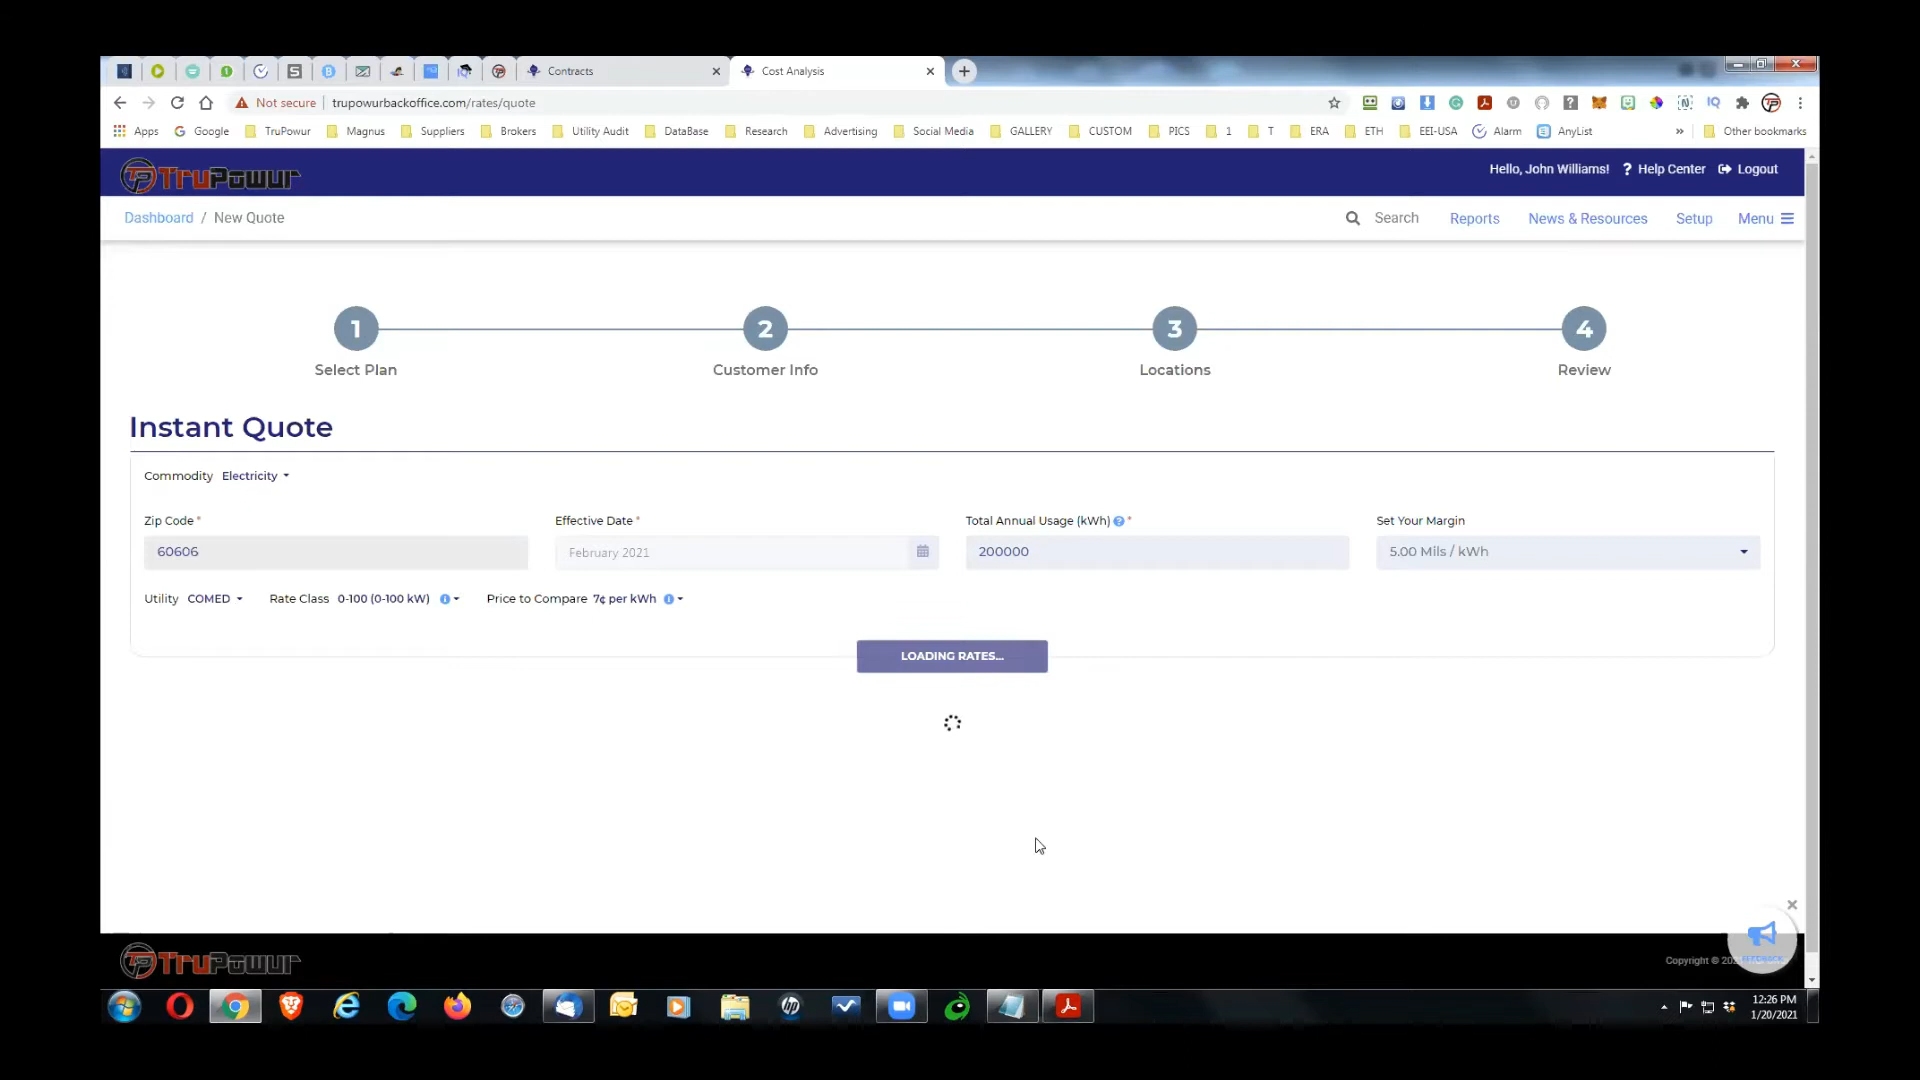 Contracts
Cost Analysis
Not secure trupowurbackoffice.com/rates/quote
Apps Google TruPowur Magnus Suppliers Brokers Utility Audit DataBase Research Advertising Social Media GALLERY CUSTOM PICS 1 T ERA ETH EEI-USA Alarm AnyList » Other bookmarks
TruPowur
Hello, John Williams! ? Help Center Logout
Dashboard / New Quote
Search Reports News & Resources Setup Menu
1 2 3 4
Select Plan Customer Info Locations Review
Instant Quote
Commodity Electricity
Zip Code * Effective Date * Total Annual Usage (kWh) ? * Set Your Margin
60606 February 2021 200000 5.00 Mils / kWh
Utility COMED Rate Class 0-100 (0-100 kW) Price to Compare 7¢ per kWh
LOADING RATES...
TruPowur
Copyright ©
FEEDBACK
12:26 PM
1/20/2021